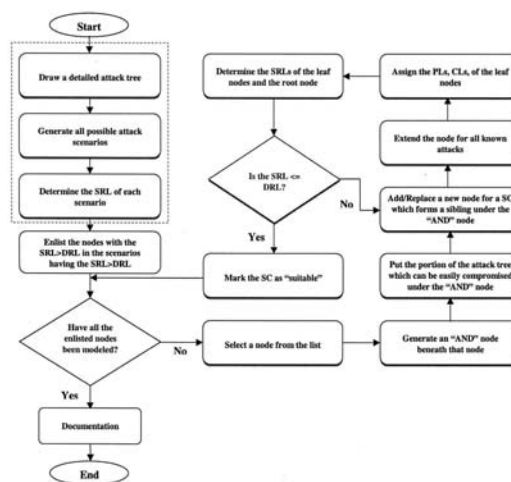 Start
Draw a detailed attack tree
Generate all possible attack
scenarios
Determine the SRL of each
scenario
Enlist the nodes with the
SRL>DRL in the scenarios
having the SRL>DRL
Have all the
enlisted nodes
been modeled?
Yes
Documentation
End
No
Select a node from the list
Generate an “AND” node
beneath that node
Put the portion of the attack tree
which can be easily compromised
under the “AND” node
Add/Replace a new node for a SC
which forms a sibling under the
“AND” node
Extend the node for all known
attacks
Assign the PLs, CLs, of the leaf
nodes
Determine the SRLs of the leaf
nodes and the root node
Is the SRL <=
DRL?
No
Yes
Mark the SC as “suitable”